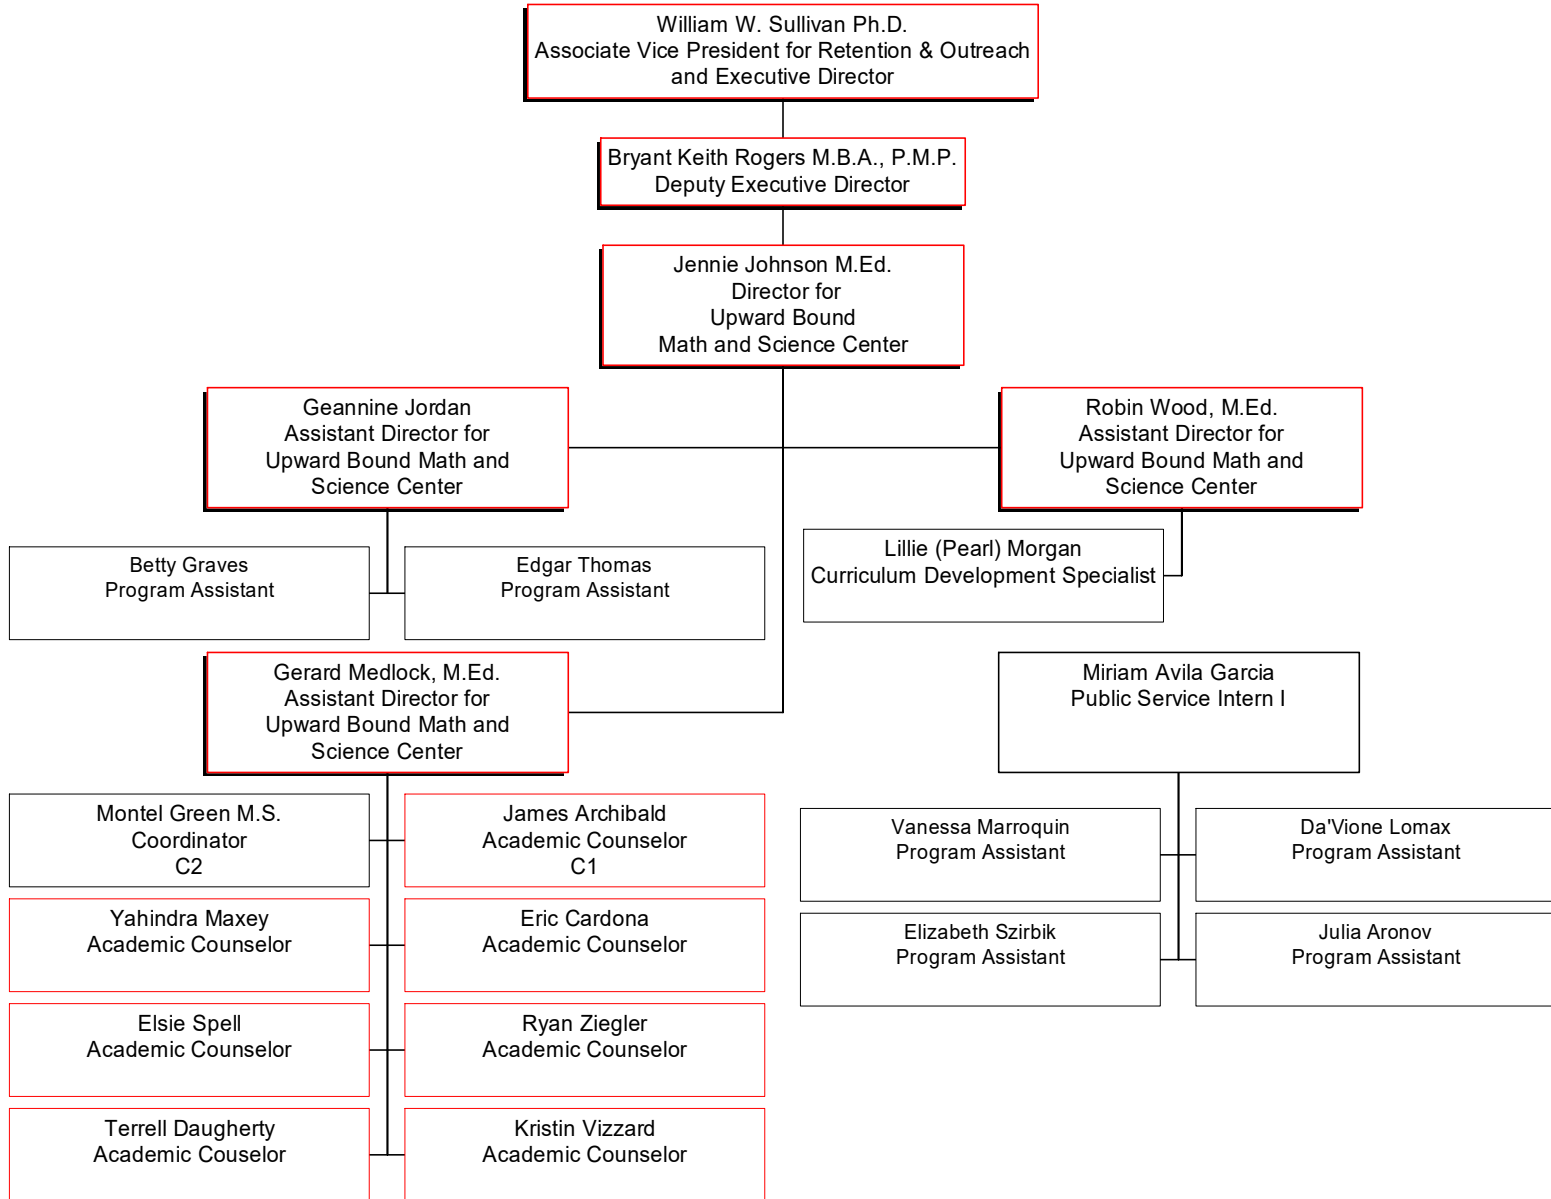 William W. Sullivan Ph.D.
Associate Vice President for Retention & Outreach
and Executive Director
Bryant Keith Rogers M.B.A., P.M.P.
Deputy Executive Director
Jennie Johnson M.Ed.
Director for
Upward Bound
Math and Science Center
Geannine Jordan
Assistant Director for
Upward Bound Math and
Science Center
Robin Wood, M.Ed.
Assistant Director for
Upward Bound Math and
Science Center
Betty Graves
Program Assistant
Edgar Thomas
Program Assistant
Lillie (Pearl) Morgan
Curriculum Development Specialist
Gerard Medlock, M.Ed.
Assistant Director for
Upward Bound Math and
Science Center
Miriam Avila Garcia
Public Service Intern I
Montel Green M.S.
Coordinator
C2
James Archibald
Academic Counselor
C1
Vanessa Marroquin
Program Assistant
Da'Vione Lomax
Program Assistant
Yahindra Maxey
Academic Counselor
Eric Cardona
Academic Counselor
Elizabeth Szirbik
Program Assistant
Julia Aronov
Program Assistant
Elsie Spell
Academic Counselor
Ryan Ziegler
Academic Counselor
Terrell Daugherty
Academic Couselor
Kristin Vizzard
Academic Counselor